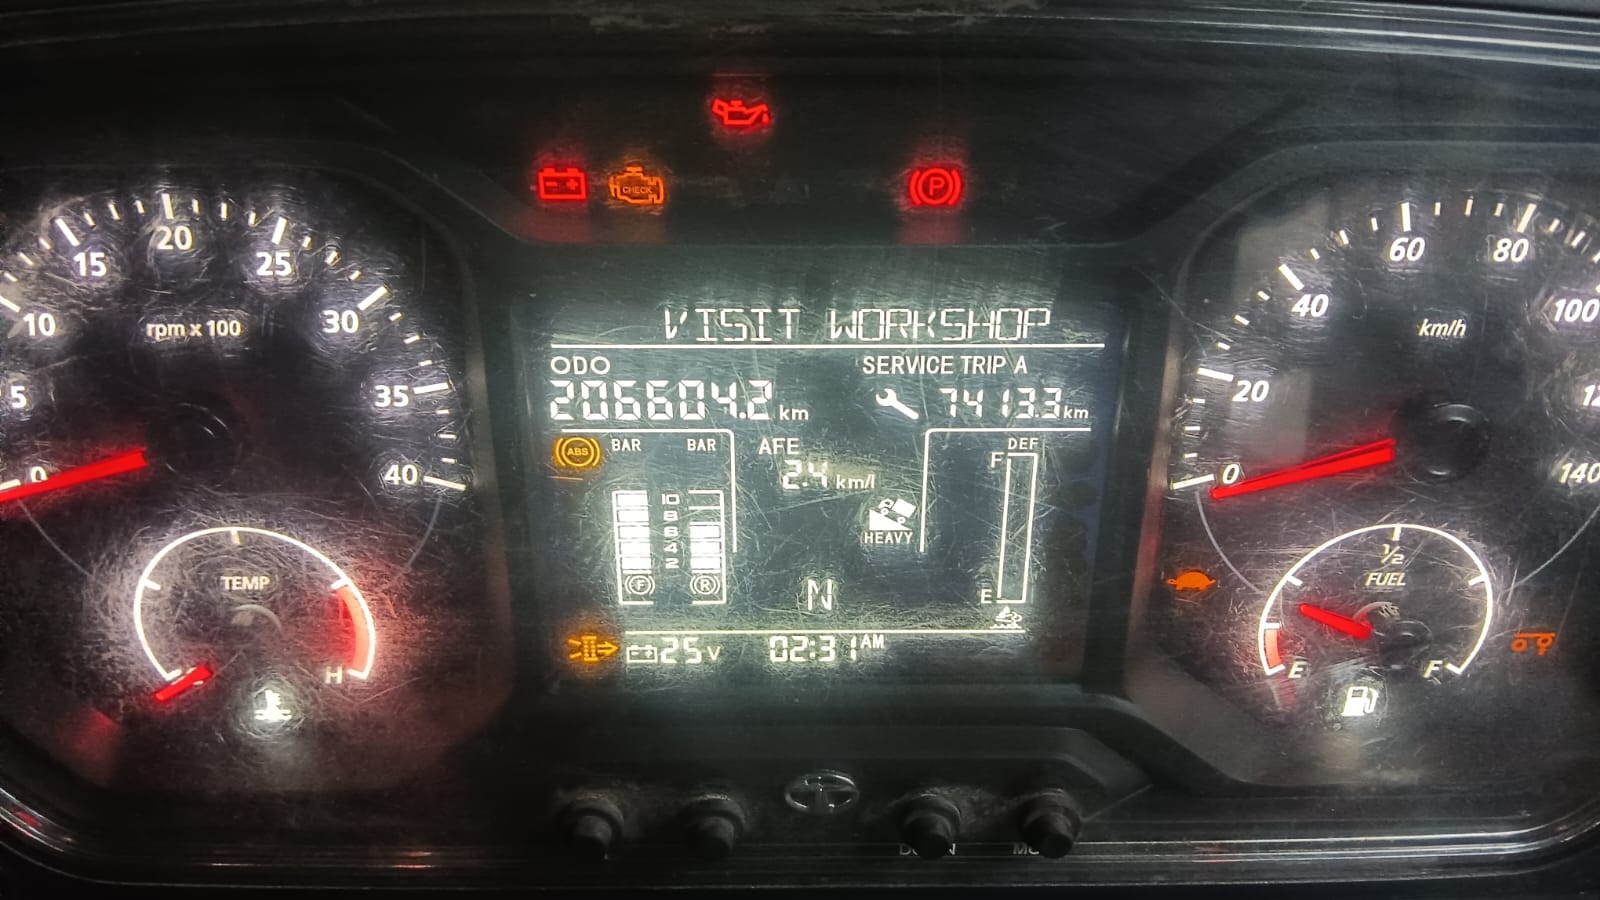 CHECK
P
VISIT WORKSHOP
ODO
SERVICE TRIP A
206604.2 km
7413.3 km
ABS
BAR
BAR
AFE
2.4 km/l
DEF
F
10
8
6
4
2
F
R
HEAVY
N
E
25 V
02:31 AM
0
5
10
15
20
25
30
35
40
rpm x 100
TEMP
H
0
20
40
60
80
100
140
km/h
1/2
FUEL
E
F